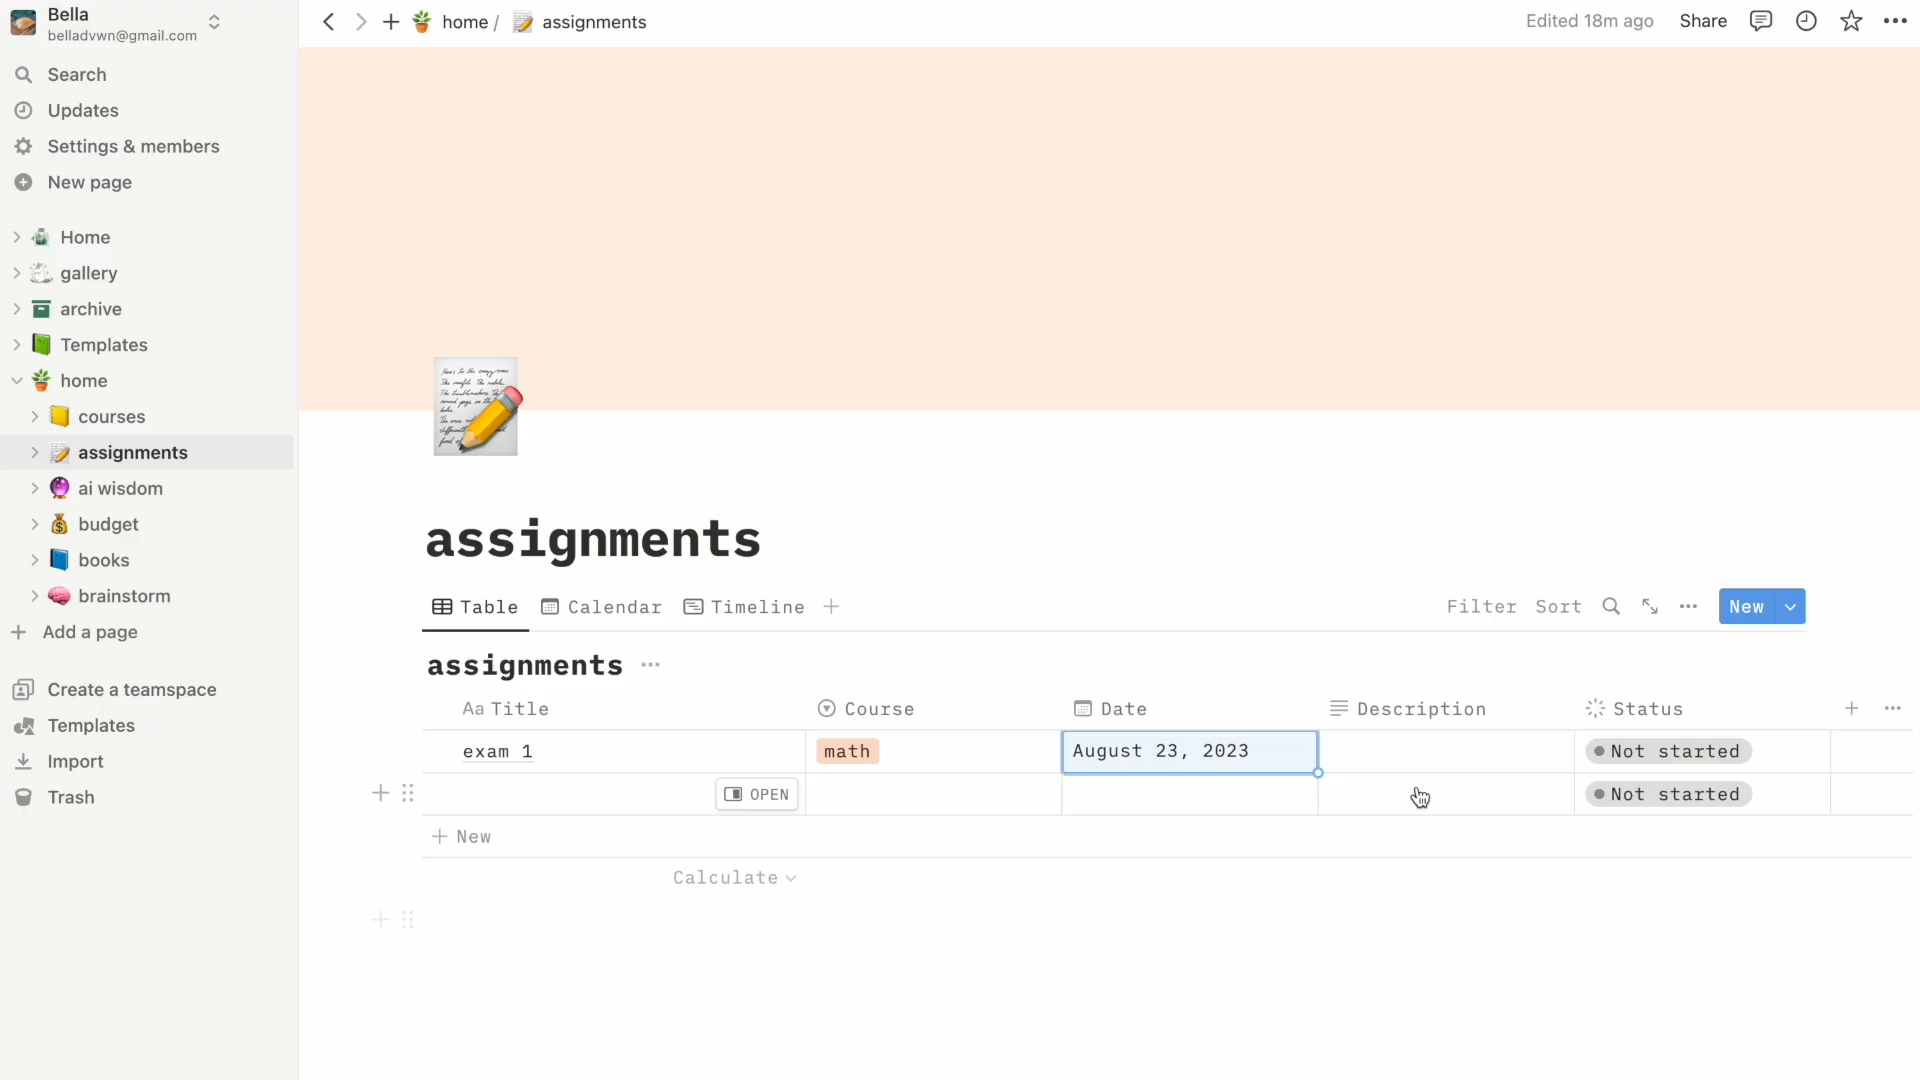 Bella
belladvwn@gmail.com
home / assignments
Edited 18m ago Share
Search
Updates
Settings & members
New page
Home
gallery
archive
Templates
home
courses
assignments
ai wisdom
budget
books
brainstorm
Add a page
Create a teamspace
Templates
Import
Trash
assignments
Table Calendar Timeline
Filter Sort New
assignments
Aa Title Course Date Description Status
exam 1 math August 23, 2023 Not started
OPEN Not started
+ New
Calculate